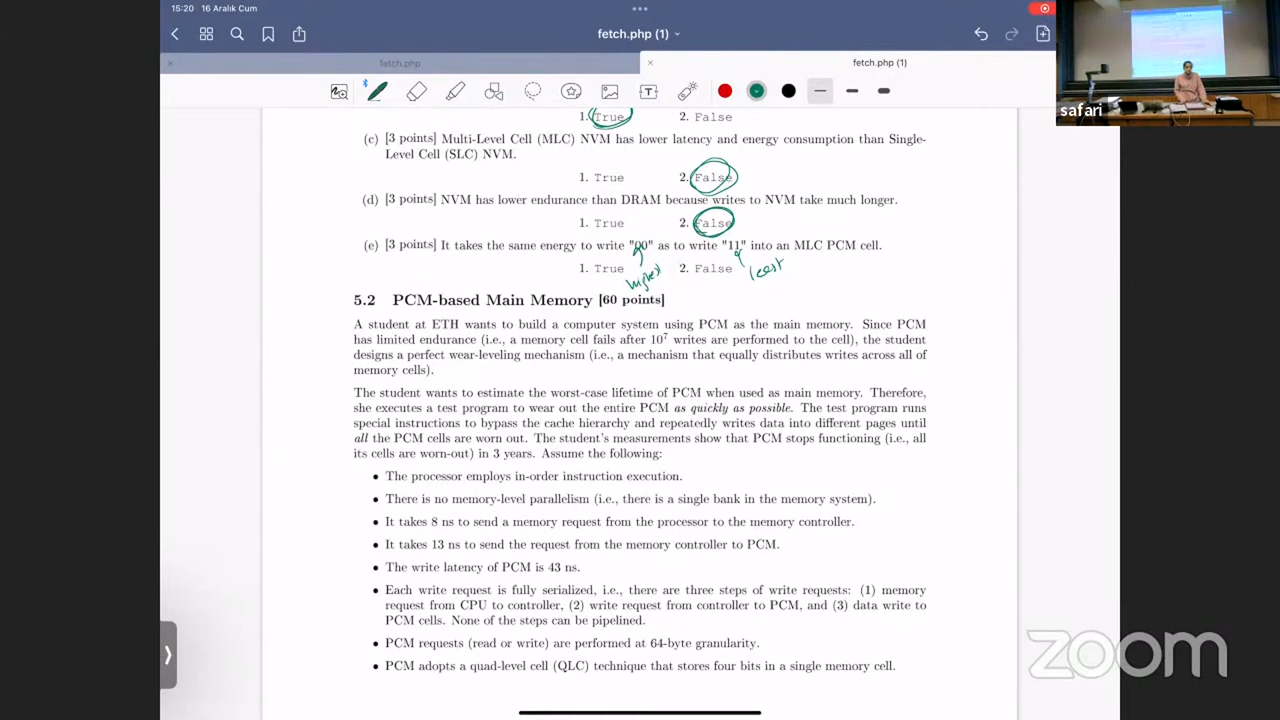 15:20 16 Aralık Cum
fetch.php (1)
fetch.php
fetch.php (1)
safari
1. True 2. False
(c) [3 points] Multi-Level Cell (MLC) NVM has lower latency and energy consumption than Single-
Level Cell (SLC) NVM.
1. True 2. False
(d) [3 points] NVM has lower endurance than DRAM because writes to NVM take much longer.
1. True 2. False
(e) [3 points] It takes the same energy to write "00" as to write "11" into an MLC PCM cell.
1. True 2. False
highest least
5.2 PCM-based Main Memory [60 points]
A student at ETH wants to build a computer system using PCM as the main memory. Since PCM
has limited endurance (i.e., a memory cell fails after 10⁷ writes are performed to the cell), the student
designs a perfect wear-leveling mechanism (i.e., a mechanism that equally distributes writes across all of
memory cells).
The student wants to estimate the worst-case lifetime of PCM when used as main memory. Therefore,
she executes a test program to wear out the entire PCM as quickly as possible. The test program runs
special instructions to bypass the cache hierarchy and repeatedly writes data into different pages until
all the PCM cells are worn out. The student's measurements show that PCM stops functioning (i.e., all
its cells are worn-out) in 3 years. Assume the following:
• The processor employs in-order instruction execution.
• There is no memory-level parallelism (i.e., there is a single bank in the memory system).
• It takes 8 ns to send a memory request from the processor to the memory controller.
• It takes 13 ns to send the request from the memory controller to PCM.
• The write latency of PCM is 43 ns.
• Each write request is fully serialized, i.e., there are three steps of write requests: (1) memory
request from CPU to controller, (2) write request from controller to PCM, and (3) data write to
PCM cells. None of the steps can be pipelined.
• PCM requests (read or write) are performed at 64-byte granularity.
• PCM adopts a quad-level cell (QLC) technique that stores four bits in a single memory cell.
zoom